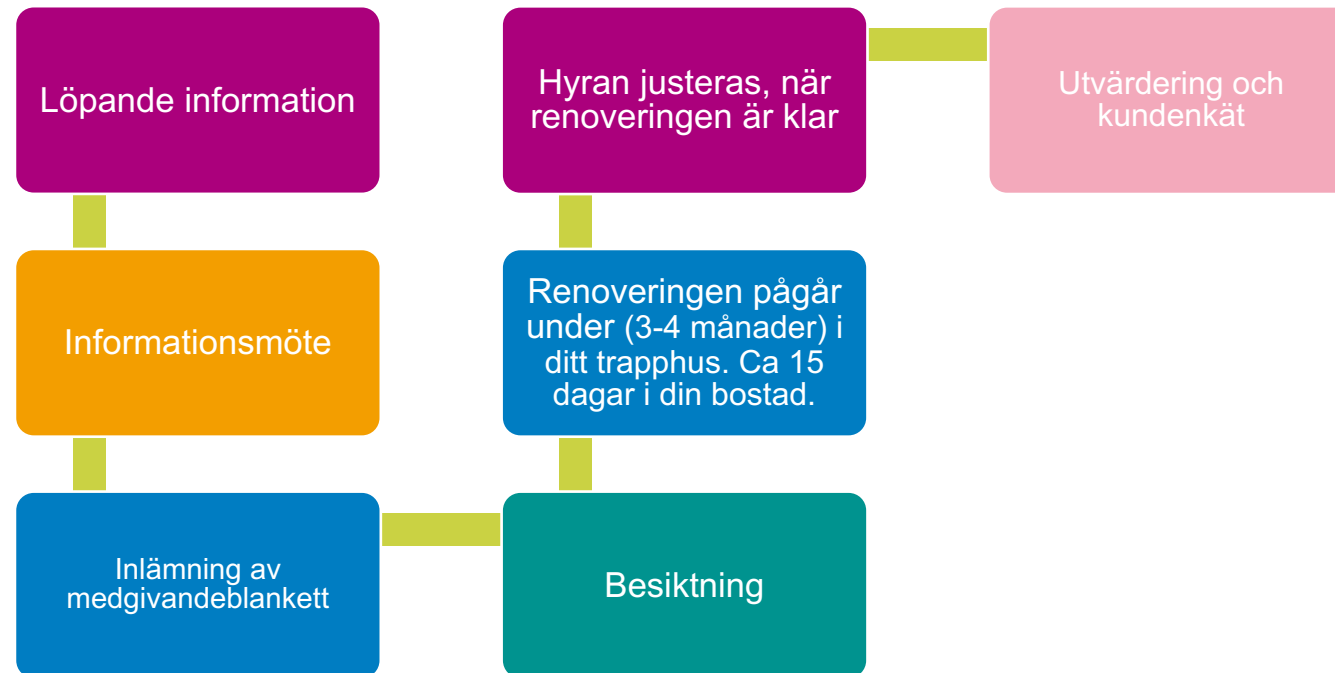 Löpande information
Informationsmöte
Inlämning av
medgivandeblankett
Besiktning
Renoveringen pågår
under (3-4 månader) i
ditt trapphus. Ca 15
dagar i din bostad.
Hyran justeras, när
renoveringen är klar
Utvärdering och
kundenkät